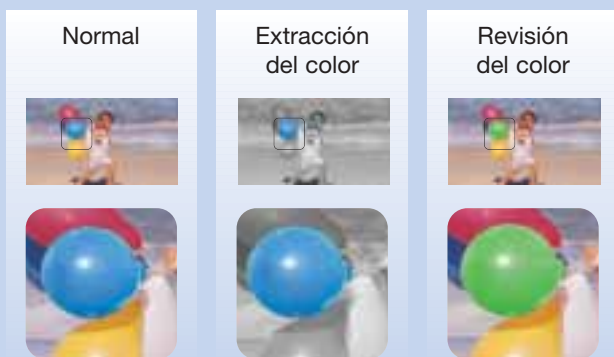 Normal
Extracción
del color
Revisión
del color